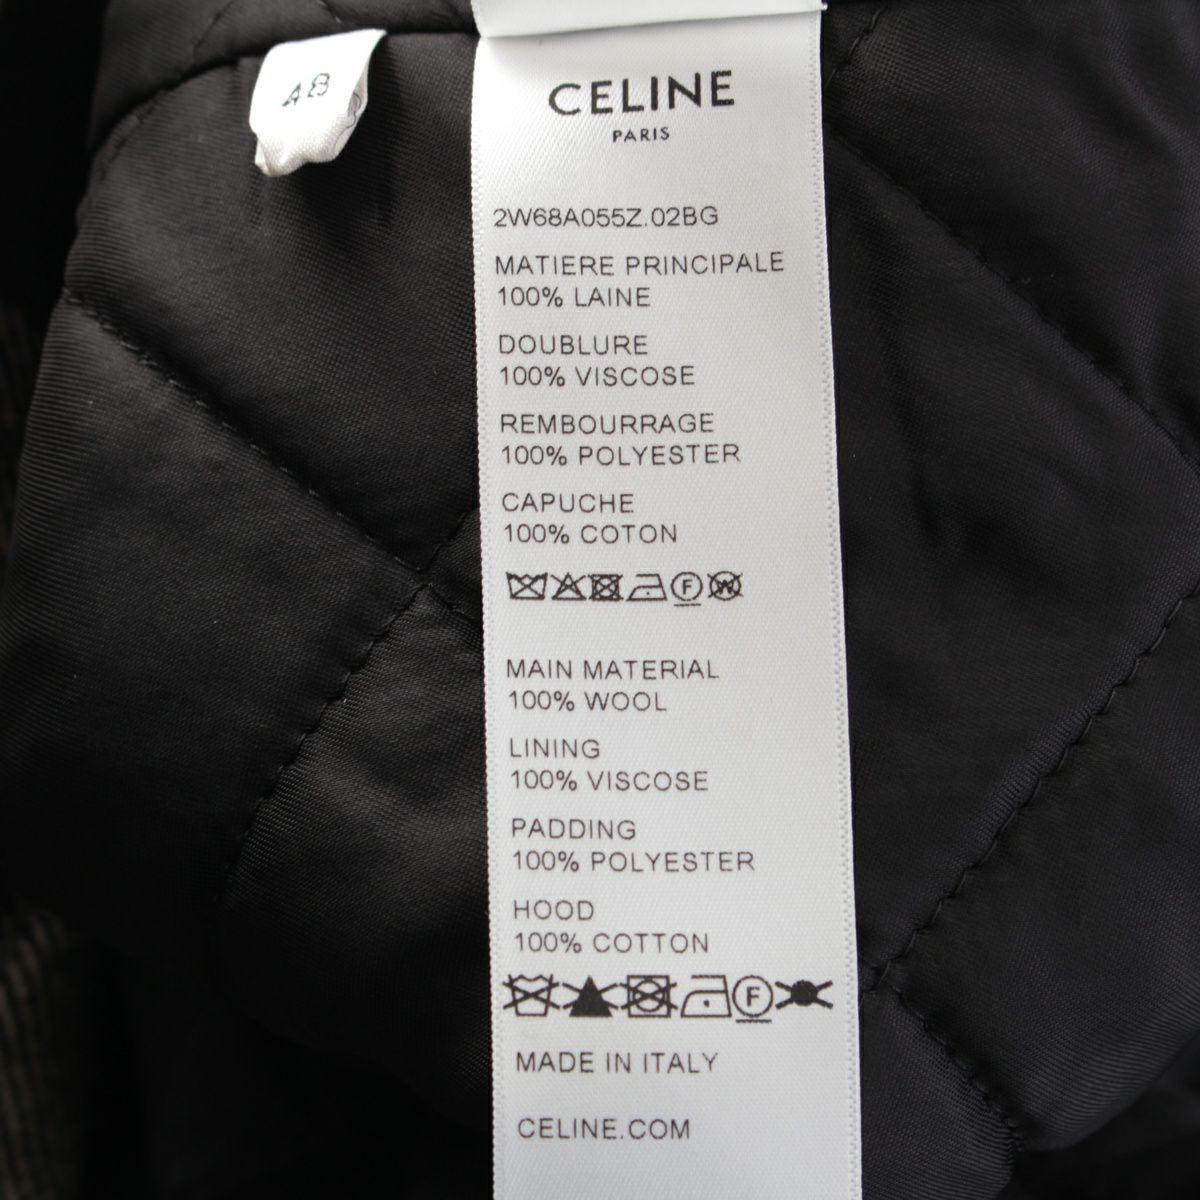 48
CELINE
PARIS
2W68A055Z.02BG
MATIERE PRINCIPALE
100% LAINE
DOUBLURE
100% VISCOSE
REMBOURRAGE
100% POLYESTER
CAPUCHE
100% COTON
F W
MAIN MATERIAL
100% WOOL
LINING
100% VISCOSE
PADDING
100% POLYESTER
HOOD
100% COTTON
F
MADE IN ITALY
CELINE.COM